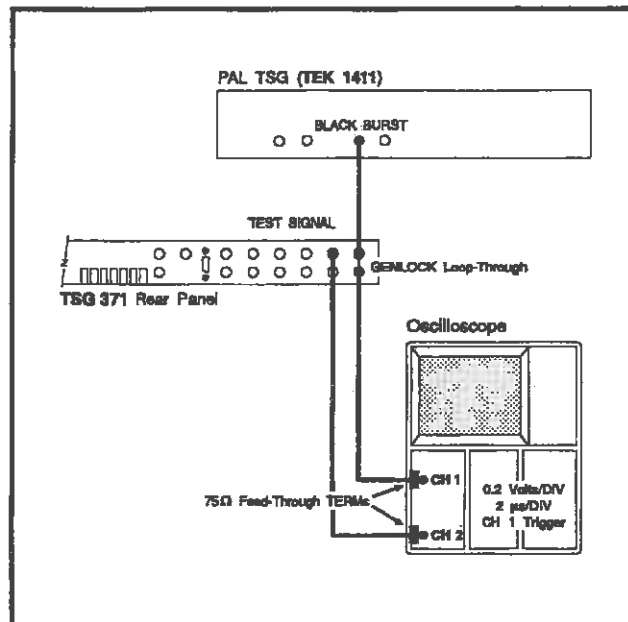 PAL TSG (TEK 1411)
BLACK BURST
TEST SIGNAL
GENLOCK Loop-Through
TSG 371 Rear Panel
Oscilloscope
CH 1
75Ω Feed-Through TERMs
0.2 Volts/DIV
2 μs/DIV
CH 1 Trigger
CH 2